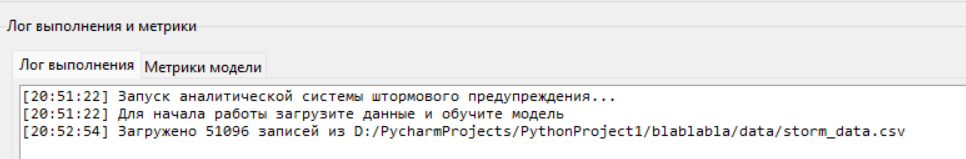 Лог выполнения и метрики
Лог выполнения Метрики модели
[20:51:22] Запуск аналитической системы штормового предупреждения...
[20:51:22] Для начала работы загрузите данные и обучите модель
[20:52:54] Загружено 51096 записей из D:/PycharmProjects/PythonProject1/blablabla/data/storm_data.csv